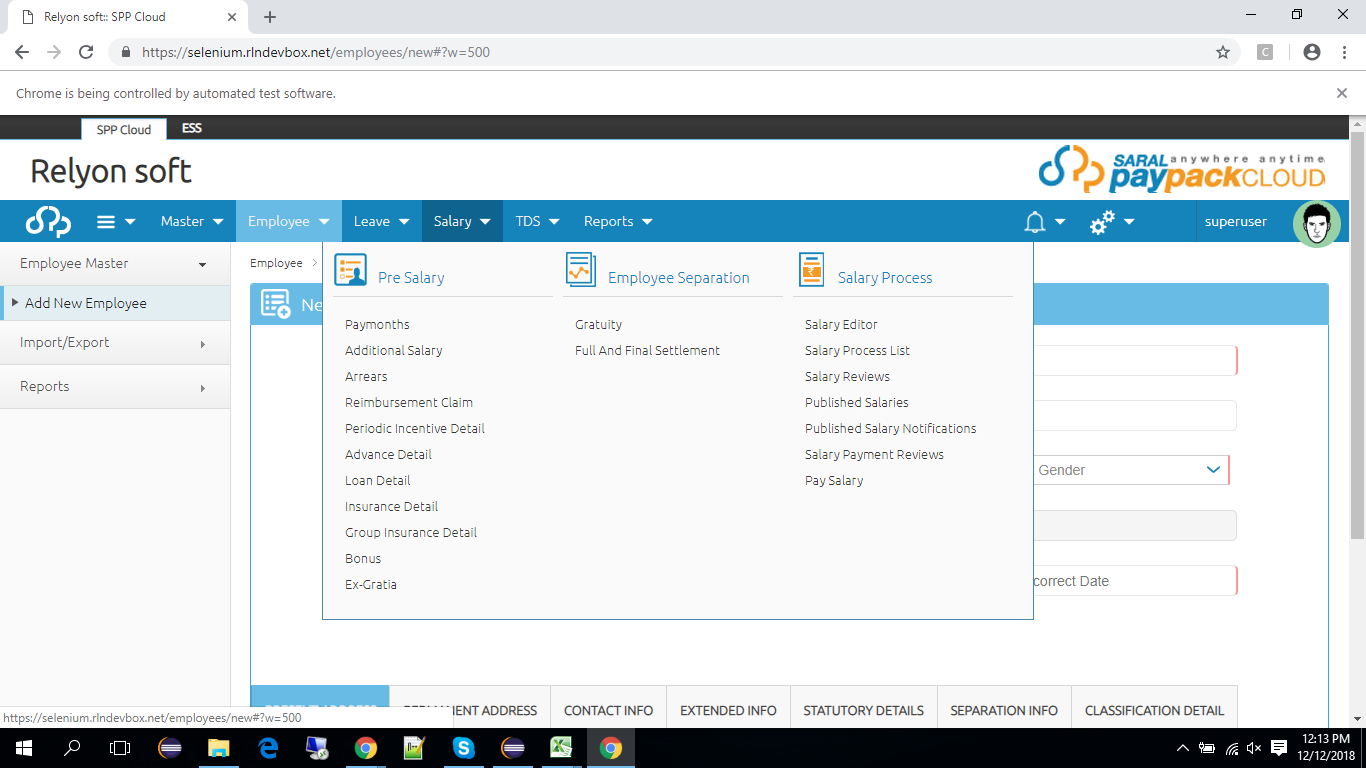 Relyon soft:: SPP Cloud
https://selenium.rlndevbox.net/employees/new#?w=500
C
Chrome is being controlled by automated test software.
SPP Cloud ESS
Relyon soft
SARAL anywhere anytime
paypackCLOUD
Master Employee Leave Salary TDS Reports superuser
Employee Master
Add New Employee
Import/Export
Reports
Employee >
Ne
Pre Salary
Paymonths
Additional Salary
Arrears
Reimbursement Claim
Periodic Incentive Detail
Advance Detail
Loan Detail
Insurance Detail
Group Insurance Detail
Bonus
Ex-Gratia
Employee Separation
Gratuity
Full And Final Settlement
Salary Process
Salary Editor
Salary Process List
Salary Reviews
Published Salaries
Published Salary Notifications
Salary Payment Reviews
Pay Salary
Gender
correct Date
PERMANENT ADDRESS CONTACT INFO EXTENDED INFO STATUTORY DETAILS SEPARATION INFO CLASSIFICATION DETAIL
https://selenium.rlndevbox.net/employees/new#?w=500
12:13 PM
12/12/2018